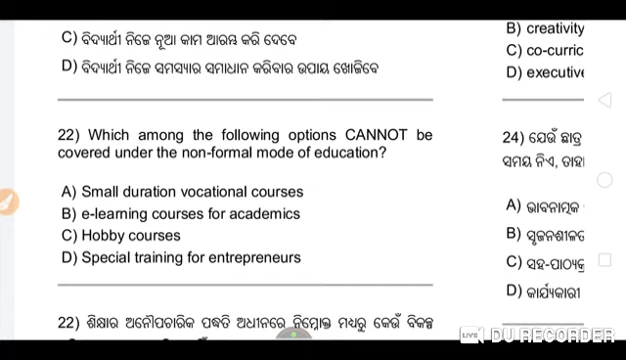 C) ବିଦ୍ୟାର୍ଥୀ ନିଜେ ନୂଆ କାମ ଆରମ୍ଭ କରି ଦେବେ
D) ବିଦ୍ୟାର୍ଥୀ ନିଜେ ସମସ୍ୟାର ସମାଧାନ କରିବାର ଉପାୟ ଖୋଜିବେ
22) Which among the following options CANNOT be
covered under the non-formal mode of education?
A) Small duration vocational courses
B) e-learning courses for academics
C) Hobby courses
D) Special training for entrepreneurs
22) ଶିକ୍ଷାର ଅନୌପଚାରିକ ପଦ୍ଧତି ଅଧୀନରେ ନିମ୍ନୋକ୍ତ ମଧ୍ୟରୁ କେଉଁ ବିକଳ୍ପ
B) creativity
C) co-curric
D) executive
24) ଯେଉଁ ଛାତ୍ର
ସମୟ ନିଏ, ତାହା
A) ଭାବନାତ୍ମକ
B) ସୃଜନଶୀଳତ
C) ସହ-ପାଠ୍ୟକ୍ର
D) କାର୍ଯ୍ୟକାରୀ
LIVE DU RECORDER